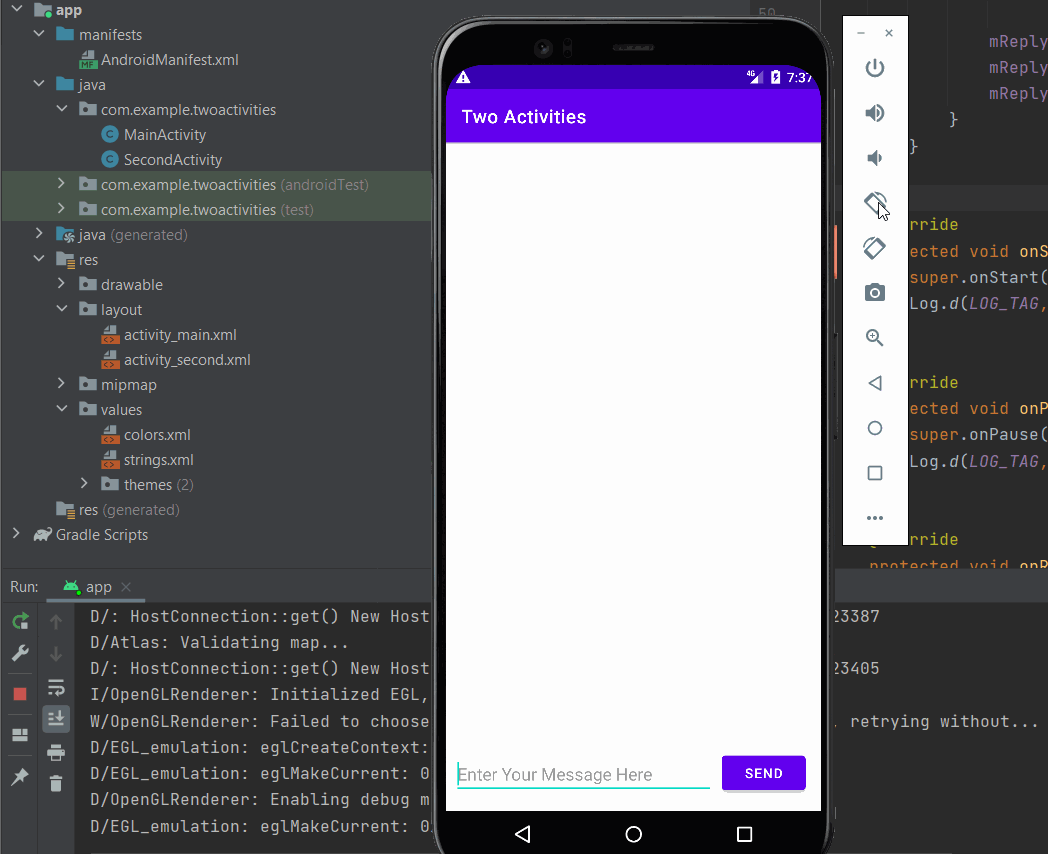 app
manifests
AndroidManifest.xml
java
com.example.twoactivities
MainActivity
SecondActivity
com.example.twoactivities (androidTest)
com.example.twoactivities (test)
java (generated)
res
drawable
layout
activity_main.xml
activity_second.xml
mipmap
values
colors.xml
strings.xml
themes (2)
res (generated)
Gradle Scripts
4G 7:37
Two Activities
Enter Your Message Here
SEND
50
mReply
mReply
mReply
}
}
rride
ected void onS
super.onStart(
Log.d(LOG_TAG,
rride
ected void onP
super.onPause(
Log.d(LOG_TAG,
rride
protected void onR
Run: app
D/: HostConnection::get() New Host 23387
D/Atlas: Validating map...
D/: HostConnection::get() New Host 23405
I/OpenGLRenderer: Initialized EGL,
W/OpenGLRenderer: Failed to choose retrying without...
D/EGL_emulation: eglCreateContext:
D/EGL_emulation: eglMakeCurrent: 0
D/OpenGLRenderer: Enabling debug m
D/EGL_emulation: eglMakeCurrent: 0